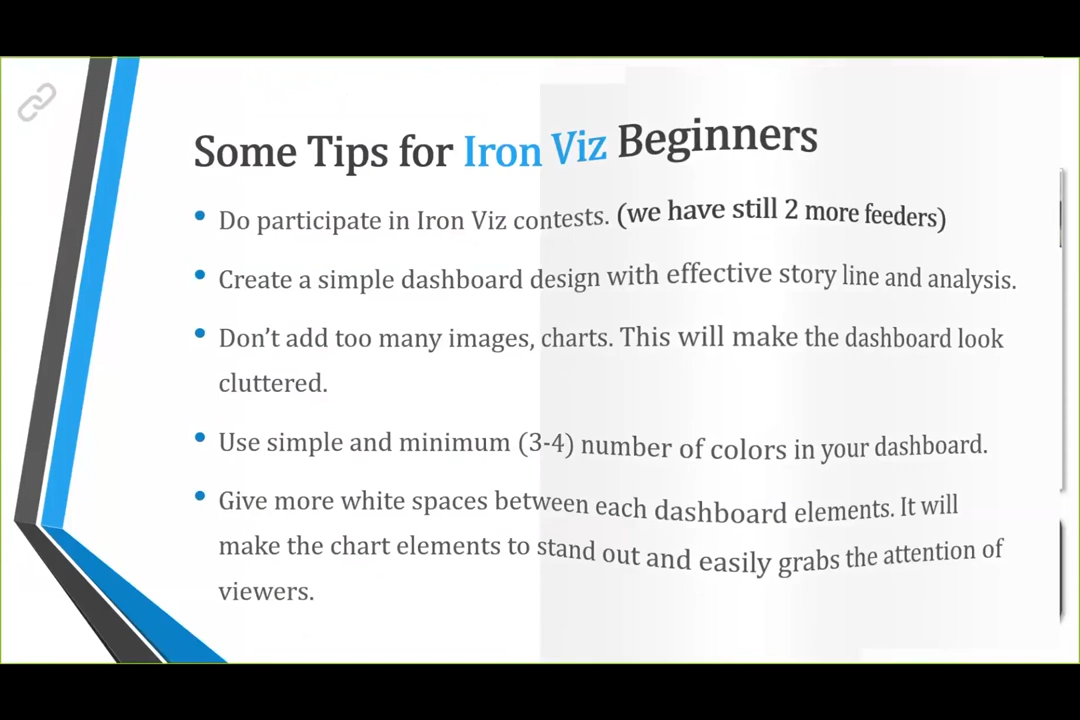 Some Tips for Iron Viz Beginners
• Do participate in Iron Viz contests. (we have still 2 more feeders)
• Create a simple dashboard design with effective story line and analysis.
• Don’t add too many images, charts. This will make the dashboard look
cluttered.
• Use simple and minimum (3-4) number of colors in your dashboard.
• Give more white spaces between each dashboard elements. It will
make the chart elements to stand out and easily grabs the attention of
viewers.